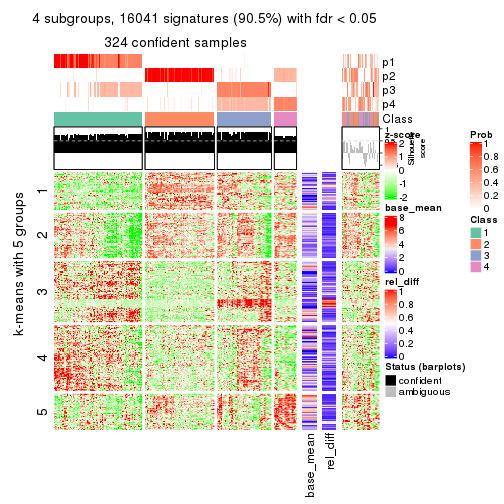 4 subgroups, 16041 signatures (90.5%) with fdr < 0.05
324 confident samples
p1
p2
p3
p4
Class
1
Silhouette
score
z-score
2
1
0
-1
-2
base_mean
8
6
4
2
0
rel_diff
1
0.8
0.6
0.4
0.2
0
Status (barplots)
confident
ambiguous
Prob
1
0.8
0.6
0.4
0.2
0
Class
1
2
3
4
k-means with 5 groups
1
2
3
4
5
base_mean
rel_diff